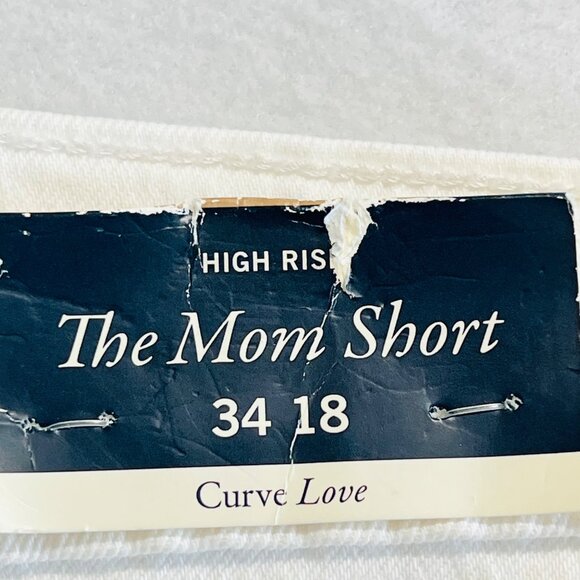 HIGH RIS
The Mom Short
34 18
Curve Love